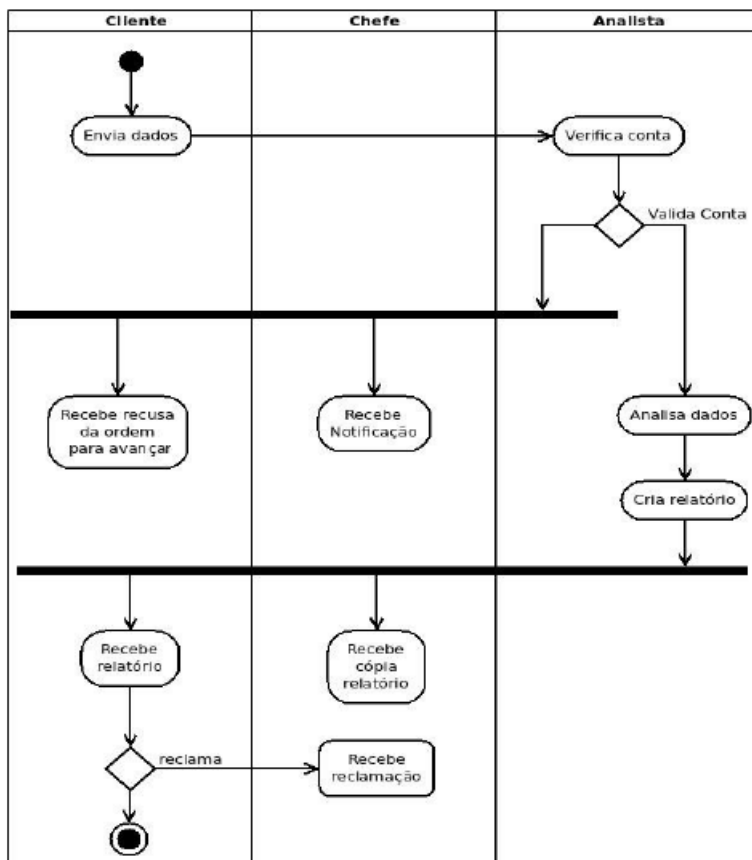 Cliente
Chefe
Analista
Envia dados
Verifica conta
Valida Conta
Recebe recusa
da ordem
para avançar
Recebe
Notificação
Analisa dados
Cria relatório
Recebe
relatório
Recebe
cópia
relatório
reclama
Recebe
reclamação